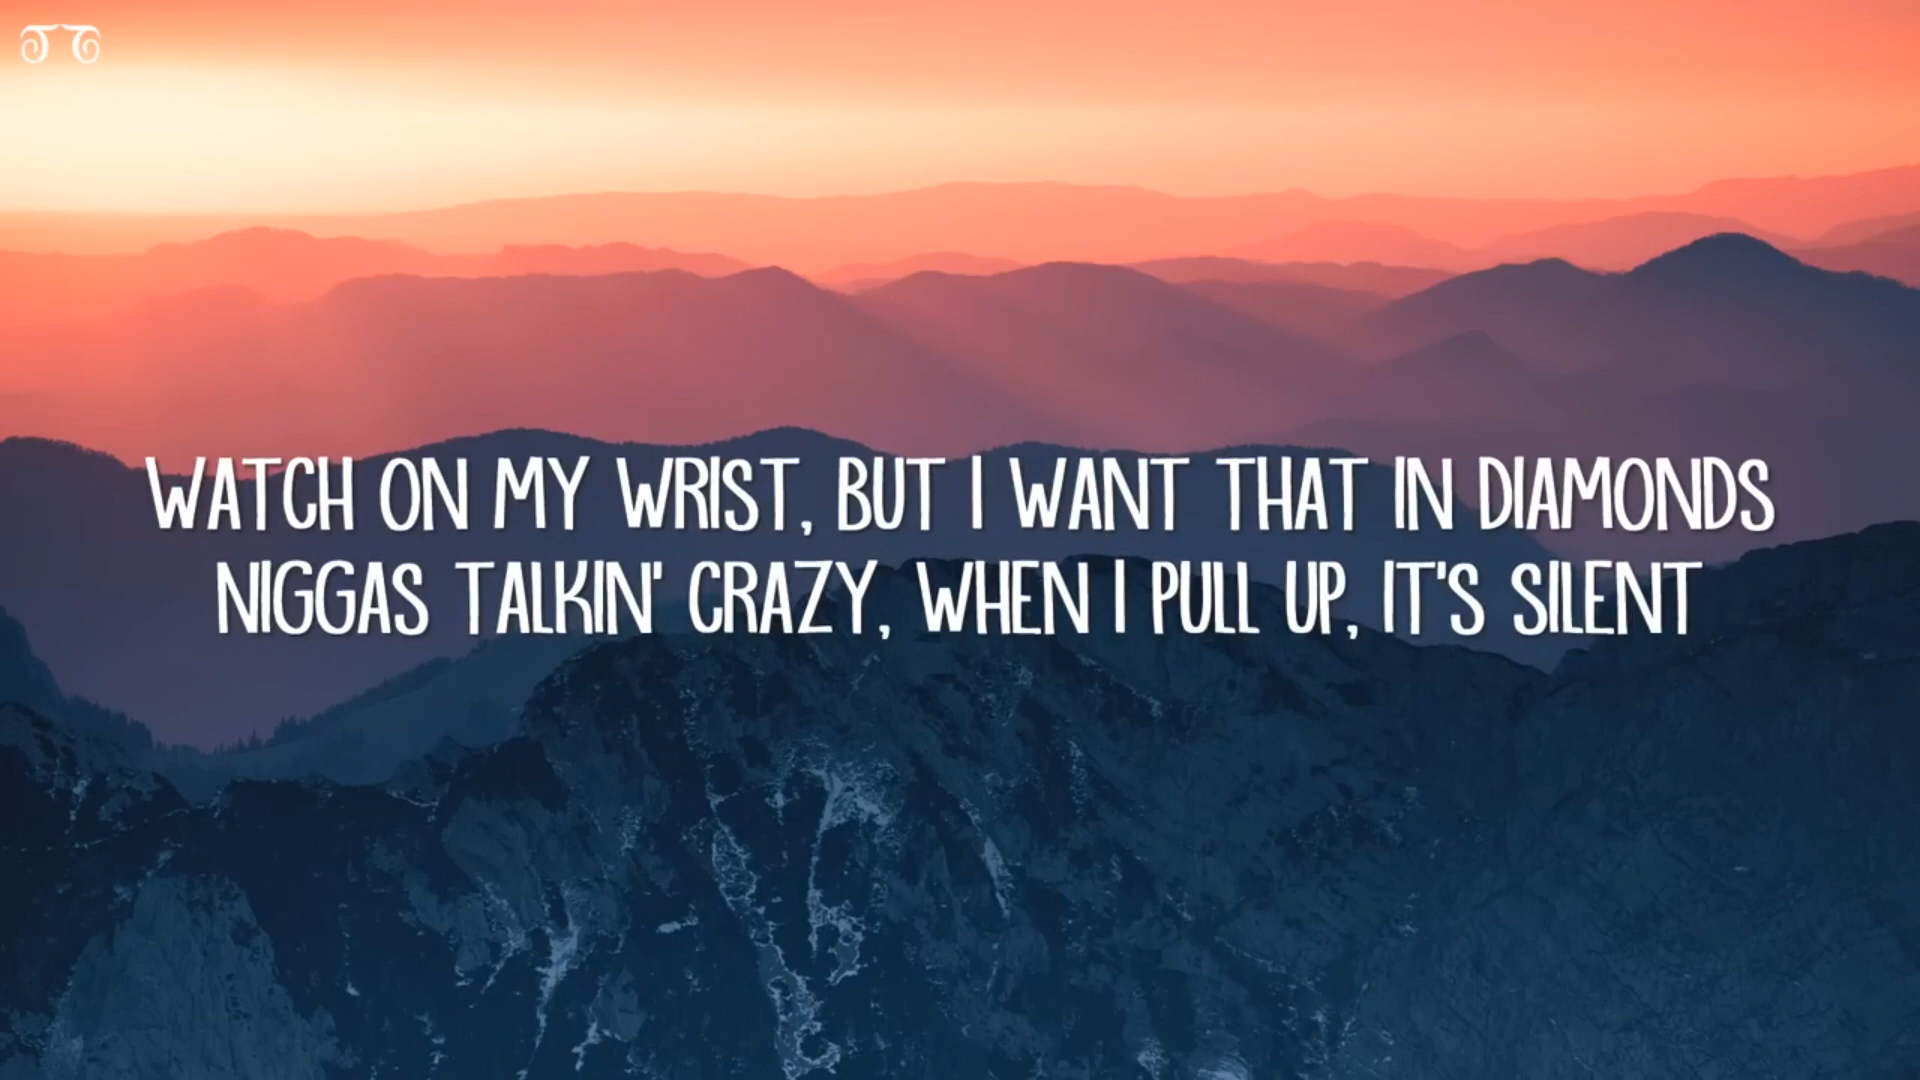 WATCH ON MY WRIST, BUT I WANT THAT IN DIAMONDS
NIGGAS TALKIN' CRAZY, WHEN I PULL UP, IT'S SILENT